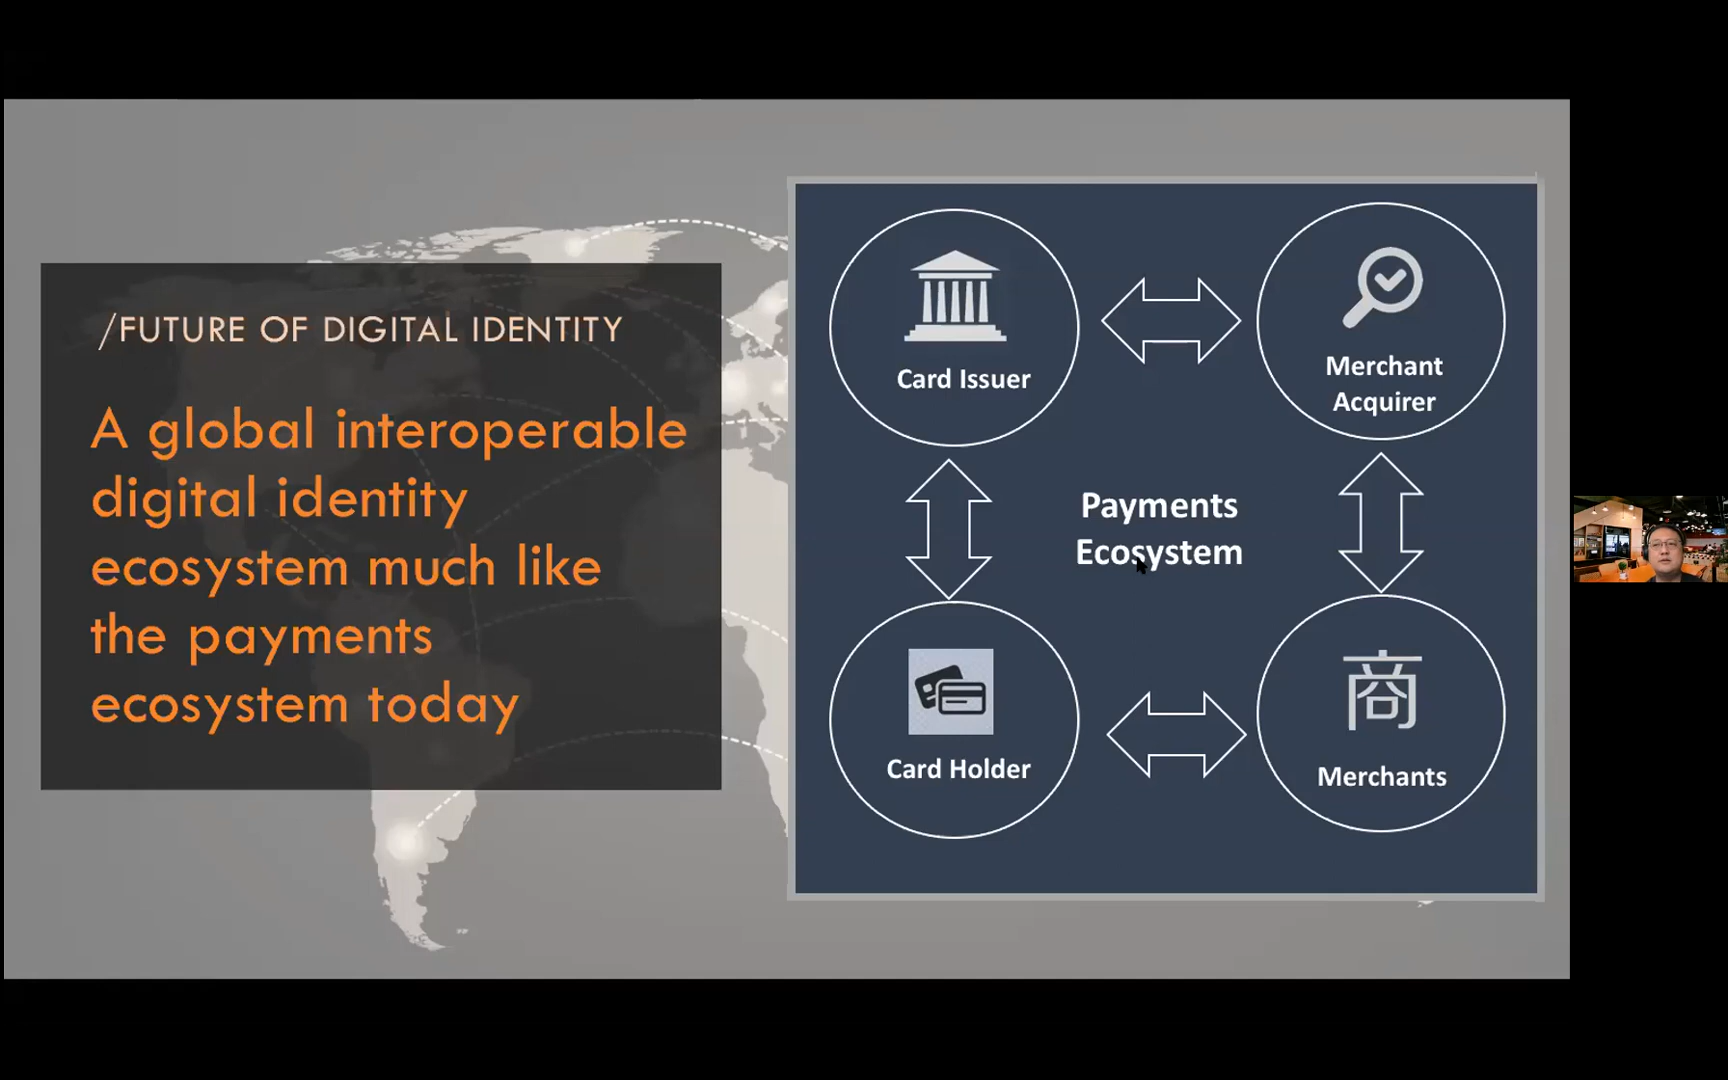 /FUTURE OF DIGITAL IDENTITY
A global interoperable
digital identity
ecosystem much like
the payments
ecosystem today
Card Issuer
Merchant
Acquirer
Payments
Ecosystem
Card Holder
商
Merchants